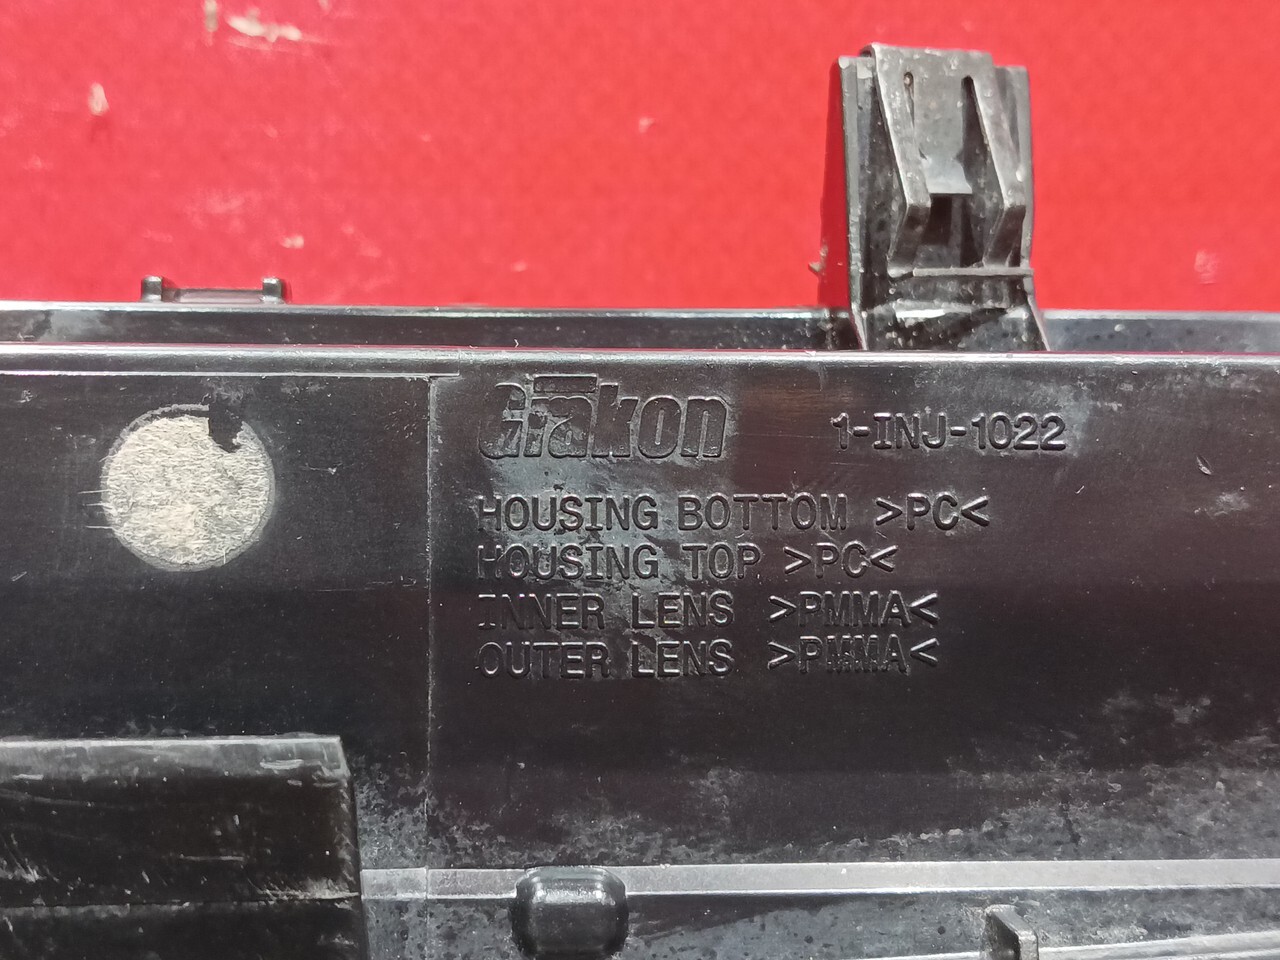 Grakon
1-INJ-1022
HOUSING BOTTOM >PC<
HOUSING TOP >PC<
INNER LENS >PMMA<
OUTER LENS >PMMA<